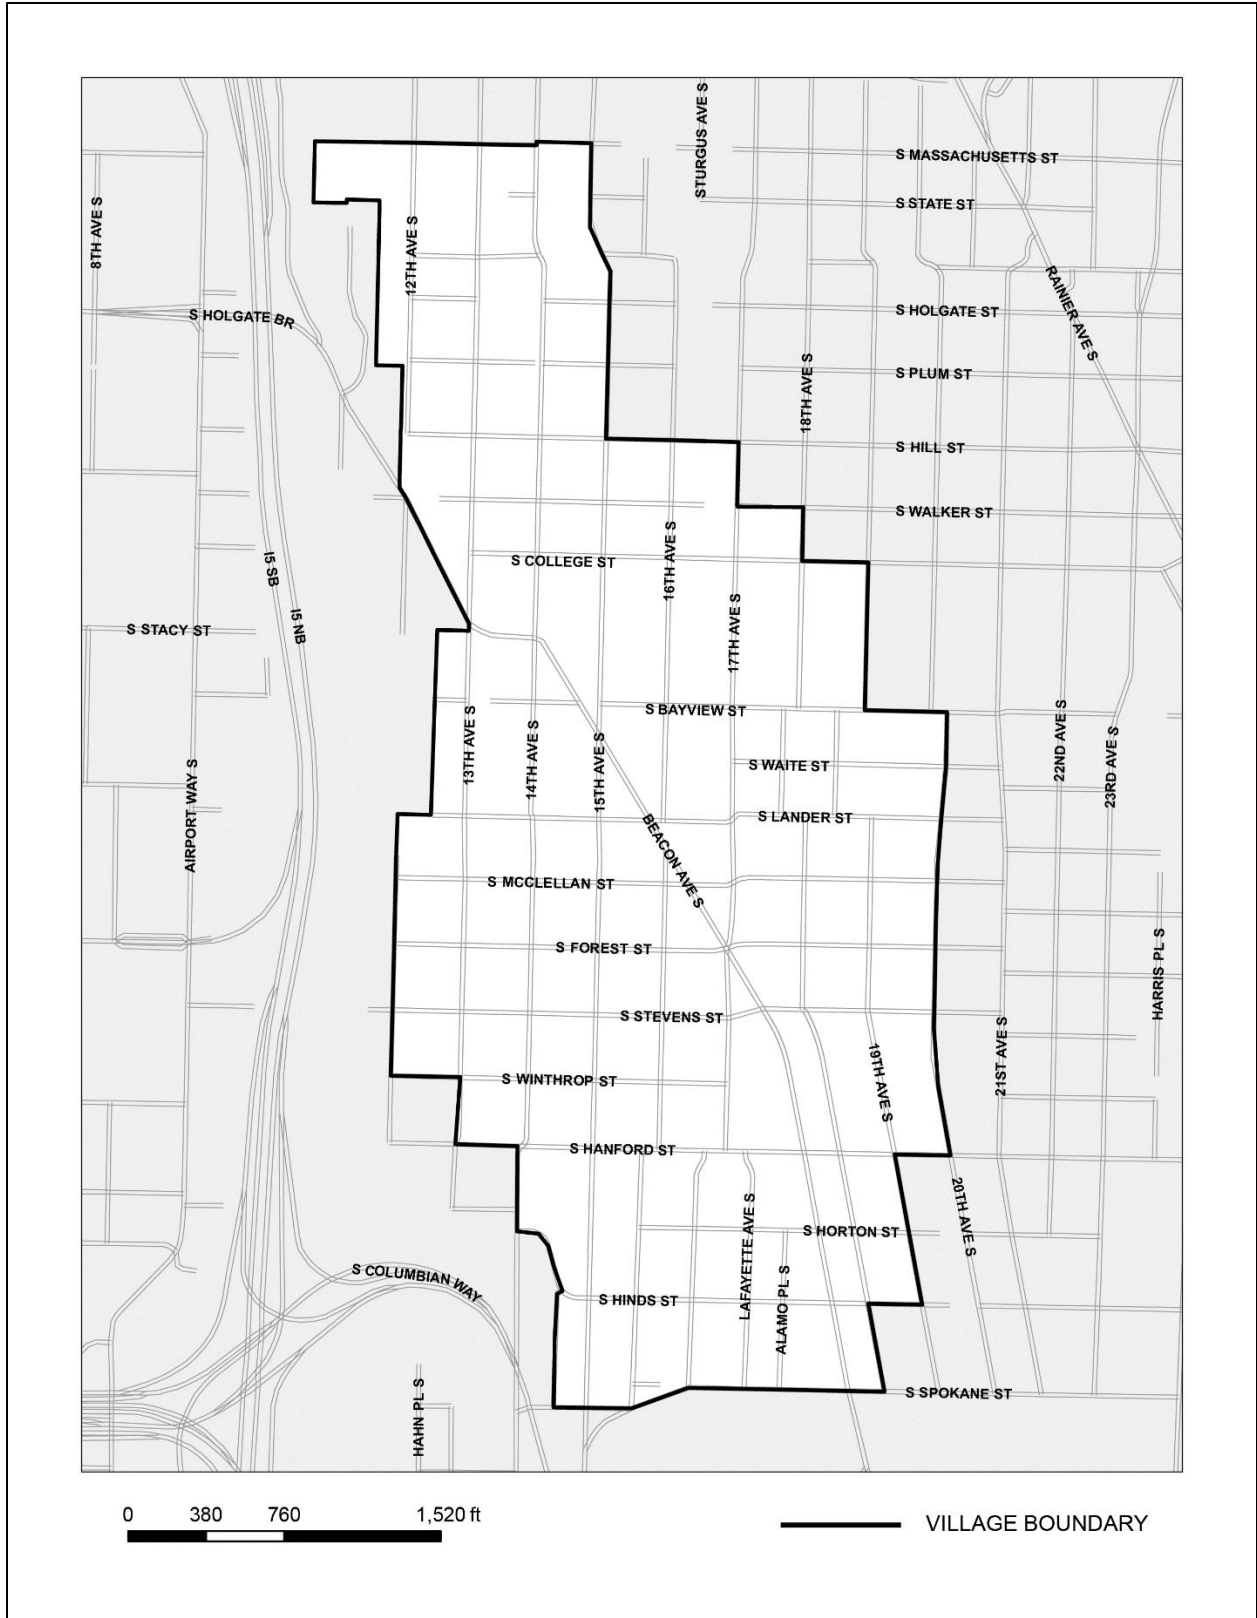 STURGUS AVE S
S MASSACHUSETTS ST
S STATE ST
8TH AVE S
12TH AVE S
S HOLGATE BR
RAINIER AVE S
S HOLGATE ST
S PLUM ST
18TH AVE S
S HILL ST
S WALKER ST
I5 SB
S COLLEGE ST
16TH AVE S
17TH AVE S
S STACY ST
I5 NB
S BAYVIEW ST
13TH AVE S
14TH AVE S
15TH AVE S
22ND AVE S
23RD AVE S
S WAITE ST
AIRPORT WAY S
S LANDER ST
BEACON AVE S
S MCCLELLAN ST
S FOREST ST
HARRIS PL S
S STEVENS ST
19TH AVE S
21ST AVE S
S WINTHROP ST
S HANFORD ST
20TH AVE S
LAFAYETTE AVE S
S HORTON ST
S COLUMBIAN WAY
S HINDS ST
ALAMO PL S
HAHN PL S
S SPOKANE ST
0 380 760 1,520 ft
VILLAGE BOUNDARY